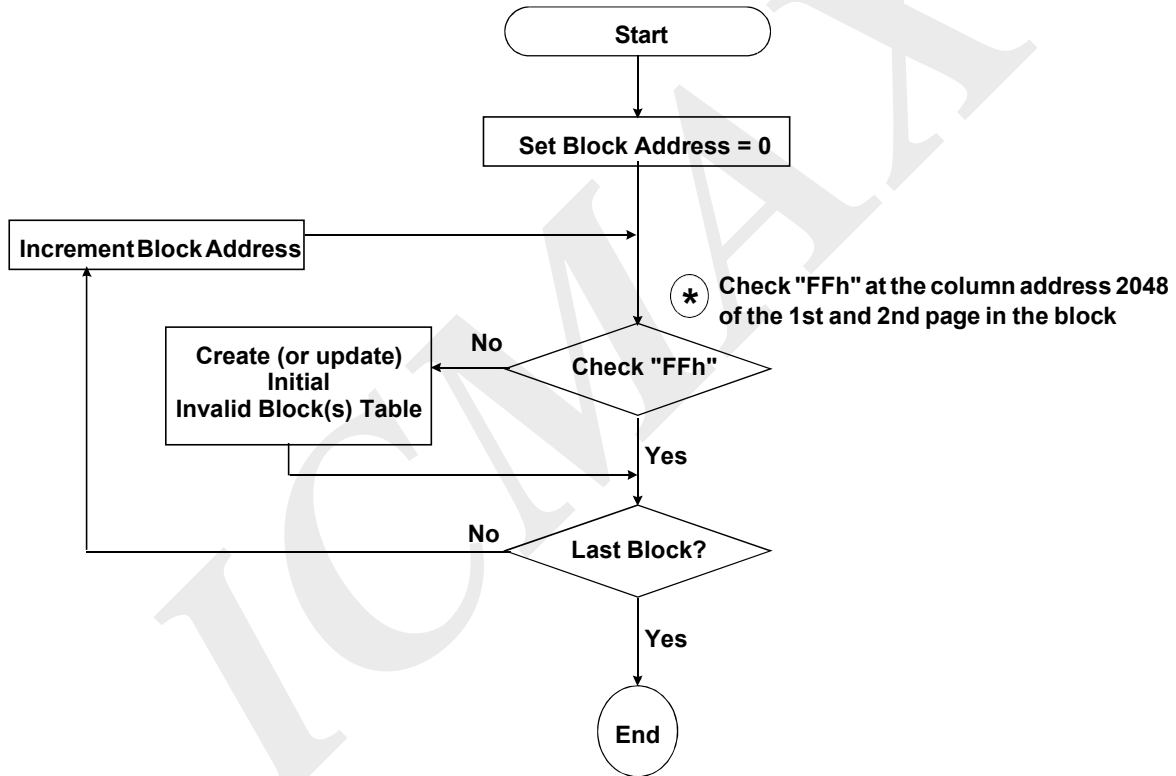 Start
Set Block Address = 0
Increment Block Address
* Check "FFh" at the column address 2048
of the 1st and 2nd page in the block
No
Check "FFh"
Create (or update)
Initial
Invalid Block(s) Table
Yes
No
Last Block?
Yes
End
ICMAX